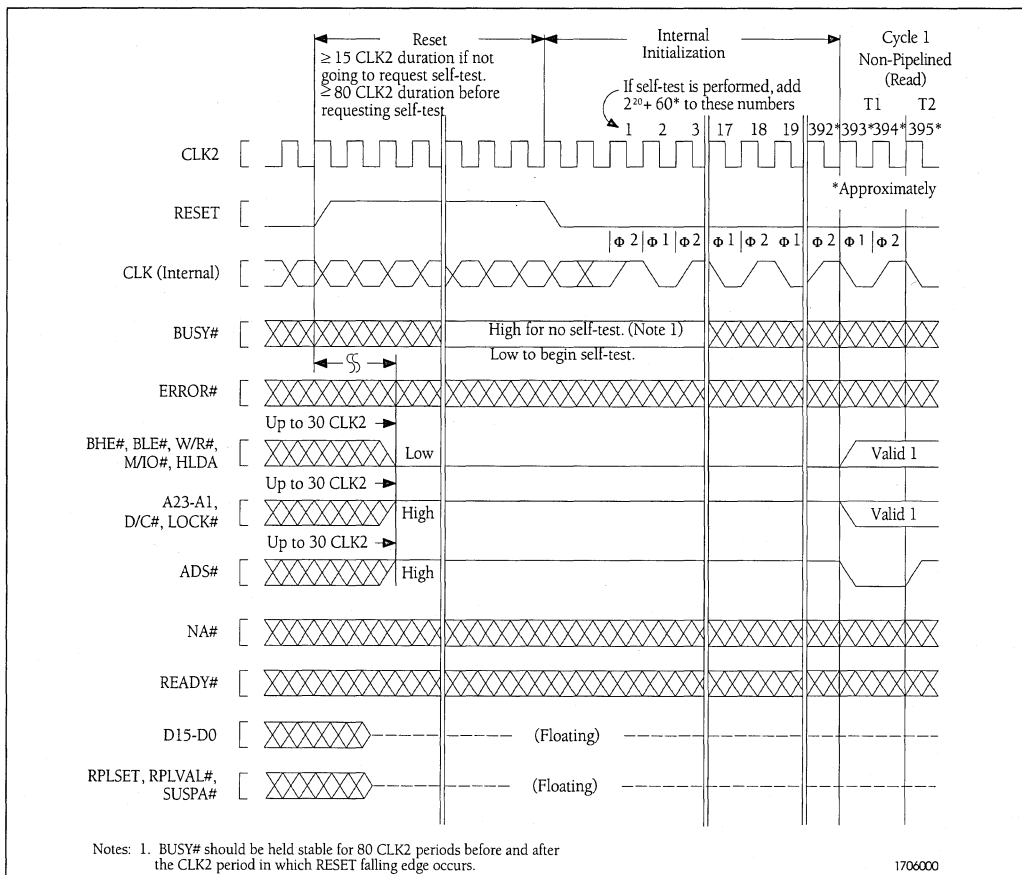 Reset
≥ 15 CLK2 duration if not
going to request self-test.
≥ 80 CLK2 duration before
requesting self-test
Internal
Initialization
Cycle 1
Non-Pipelined
(Read)
If self-test is performed, add
2²⁰+ 60* to these numbers
T1 T2
1 2 3 17 18 19 392* 393* 394* 395*
CLK2
*Approximately
RESET
Φ 2 Φ 1 Φ 2 Φ 1 Φ 2 Φ 1 Φ 2 Φ 1 Φ 2
CLK (Internal)
BUSY#
High for no self-test. (Note 1)
Low to begin self-test.
ERROR#
Up to 30 CLK2
BHE#, BLE#, W/R#,
M/IO#, HLDA
Low
Valid 1
Up to 30 CLK2
A23-A1,
D/C#, LOCK#
High
Valid 1
Up to 30 CLK2
ADS#
High
NA#
READY#
D15-D0
(Floating)
RPLSET, RPLVAL#,
SUSPA#
(Floating)
Notes: 1. BUSY# should be held stable for 80 CLK2 periods before and after
the CLK2 period in which RESET falling edge occurs.
1706000